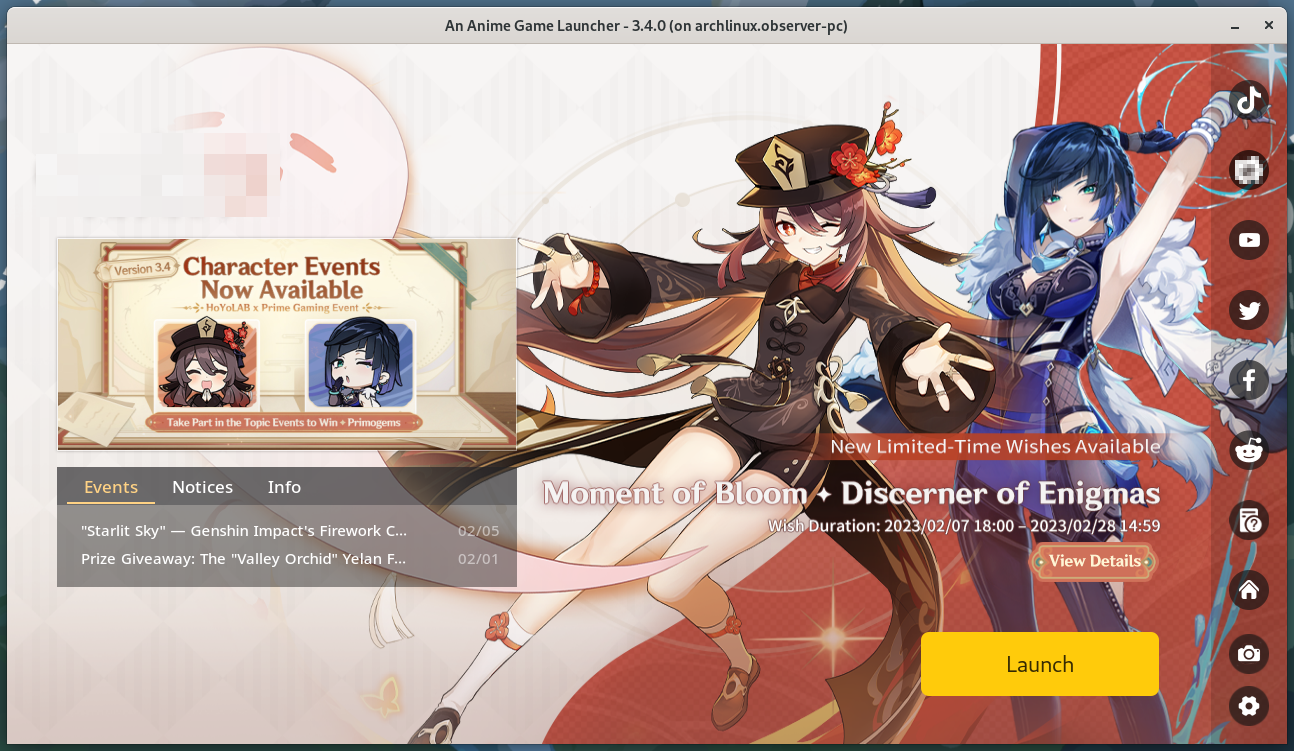 An Anime Game Launcher - 3.4.0 (on archlinux.observer-pc)
Version 3.4
Character Events
Now Available
HoYoLAB x Prime Gaming Event
Take Part in the Topic Events to Win ✦ Primogems
Events Notices Info
"Starlit Sky" — Genshin Impact's Firework C... 02/05
Prize Giveaway: The "Valley Orchid" Yelan F... 02/01
New Limited-Time Wishes Available
Moment of Bloom ✦ Discerner of Enigmas
Wish Duration: 2023/02/07 18:00 – 2023/02/28 14:59
View Details
Launch